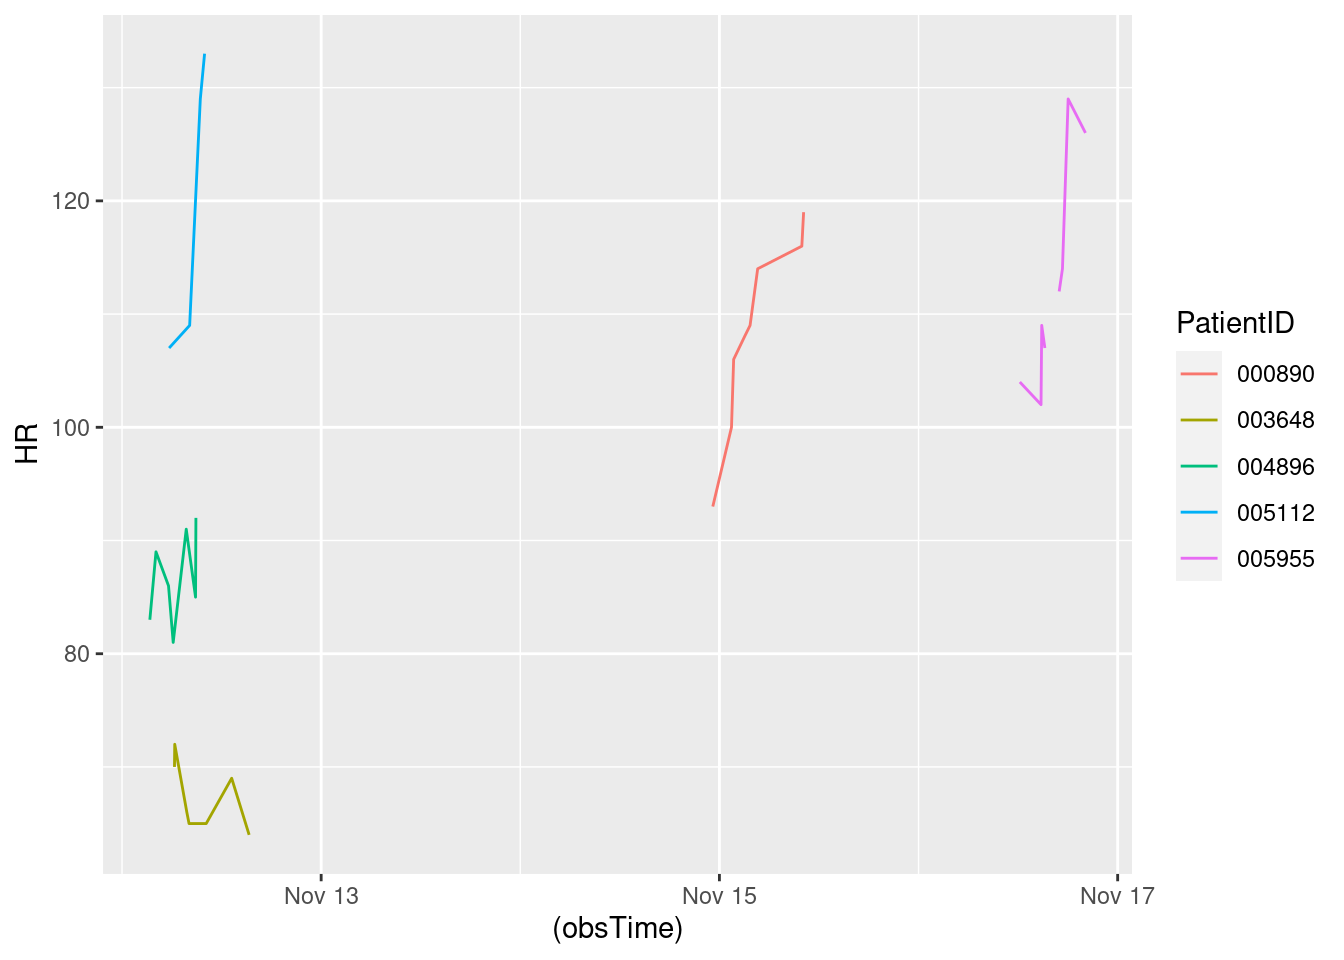 HR
120
100
80
Nov 13
Nov 15
Nov 17
(obsTime)
PatientID
000890
003648
004896
005112
005955